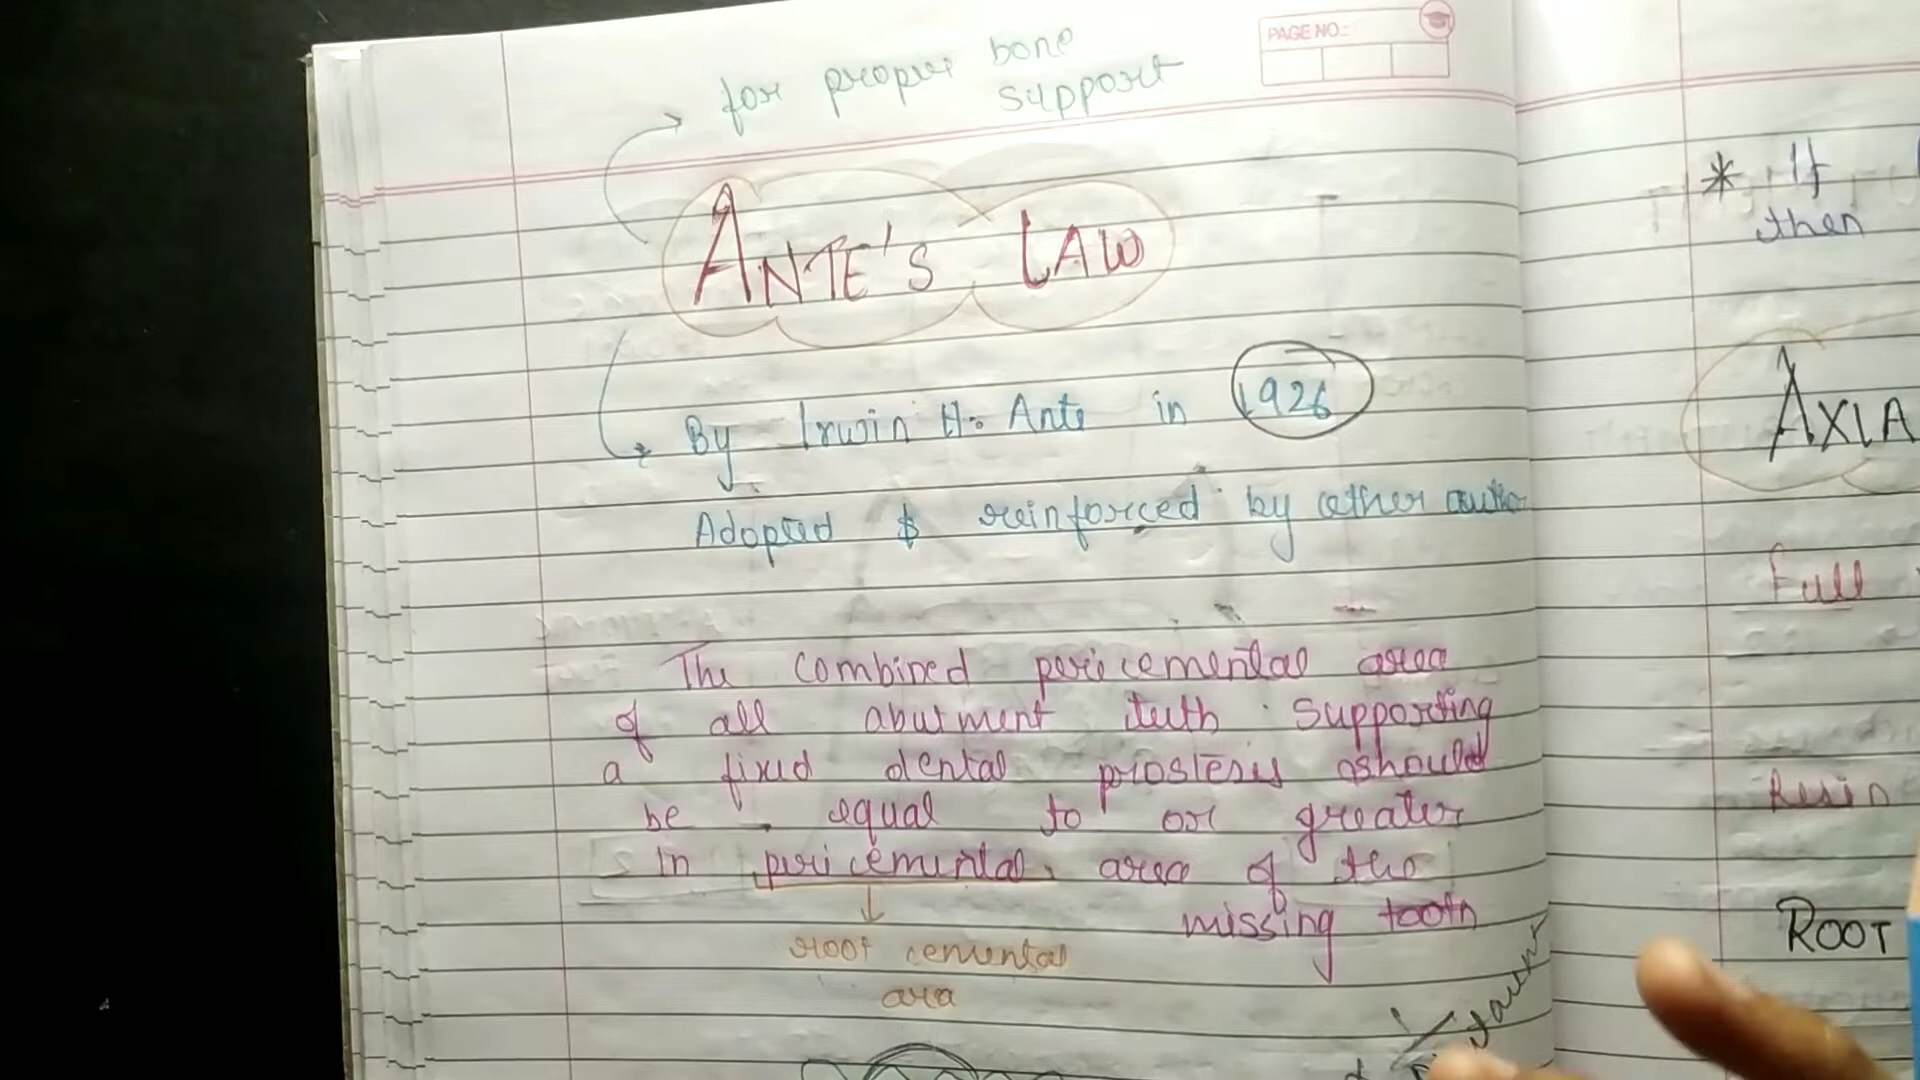 for proper bone
support
PAGE NO.:
ANTE'S LAW
By Irwin H. Ante in 1926
Adopted & reinforced by other autho
The combined pericemental area
of all abutment teeth supporting
a fixed dental prostesis should
be equal to or greater
in pericemental area of the
missing tooth
root cemental
area
* If
then
AXIA
Full
Resin
ROOT